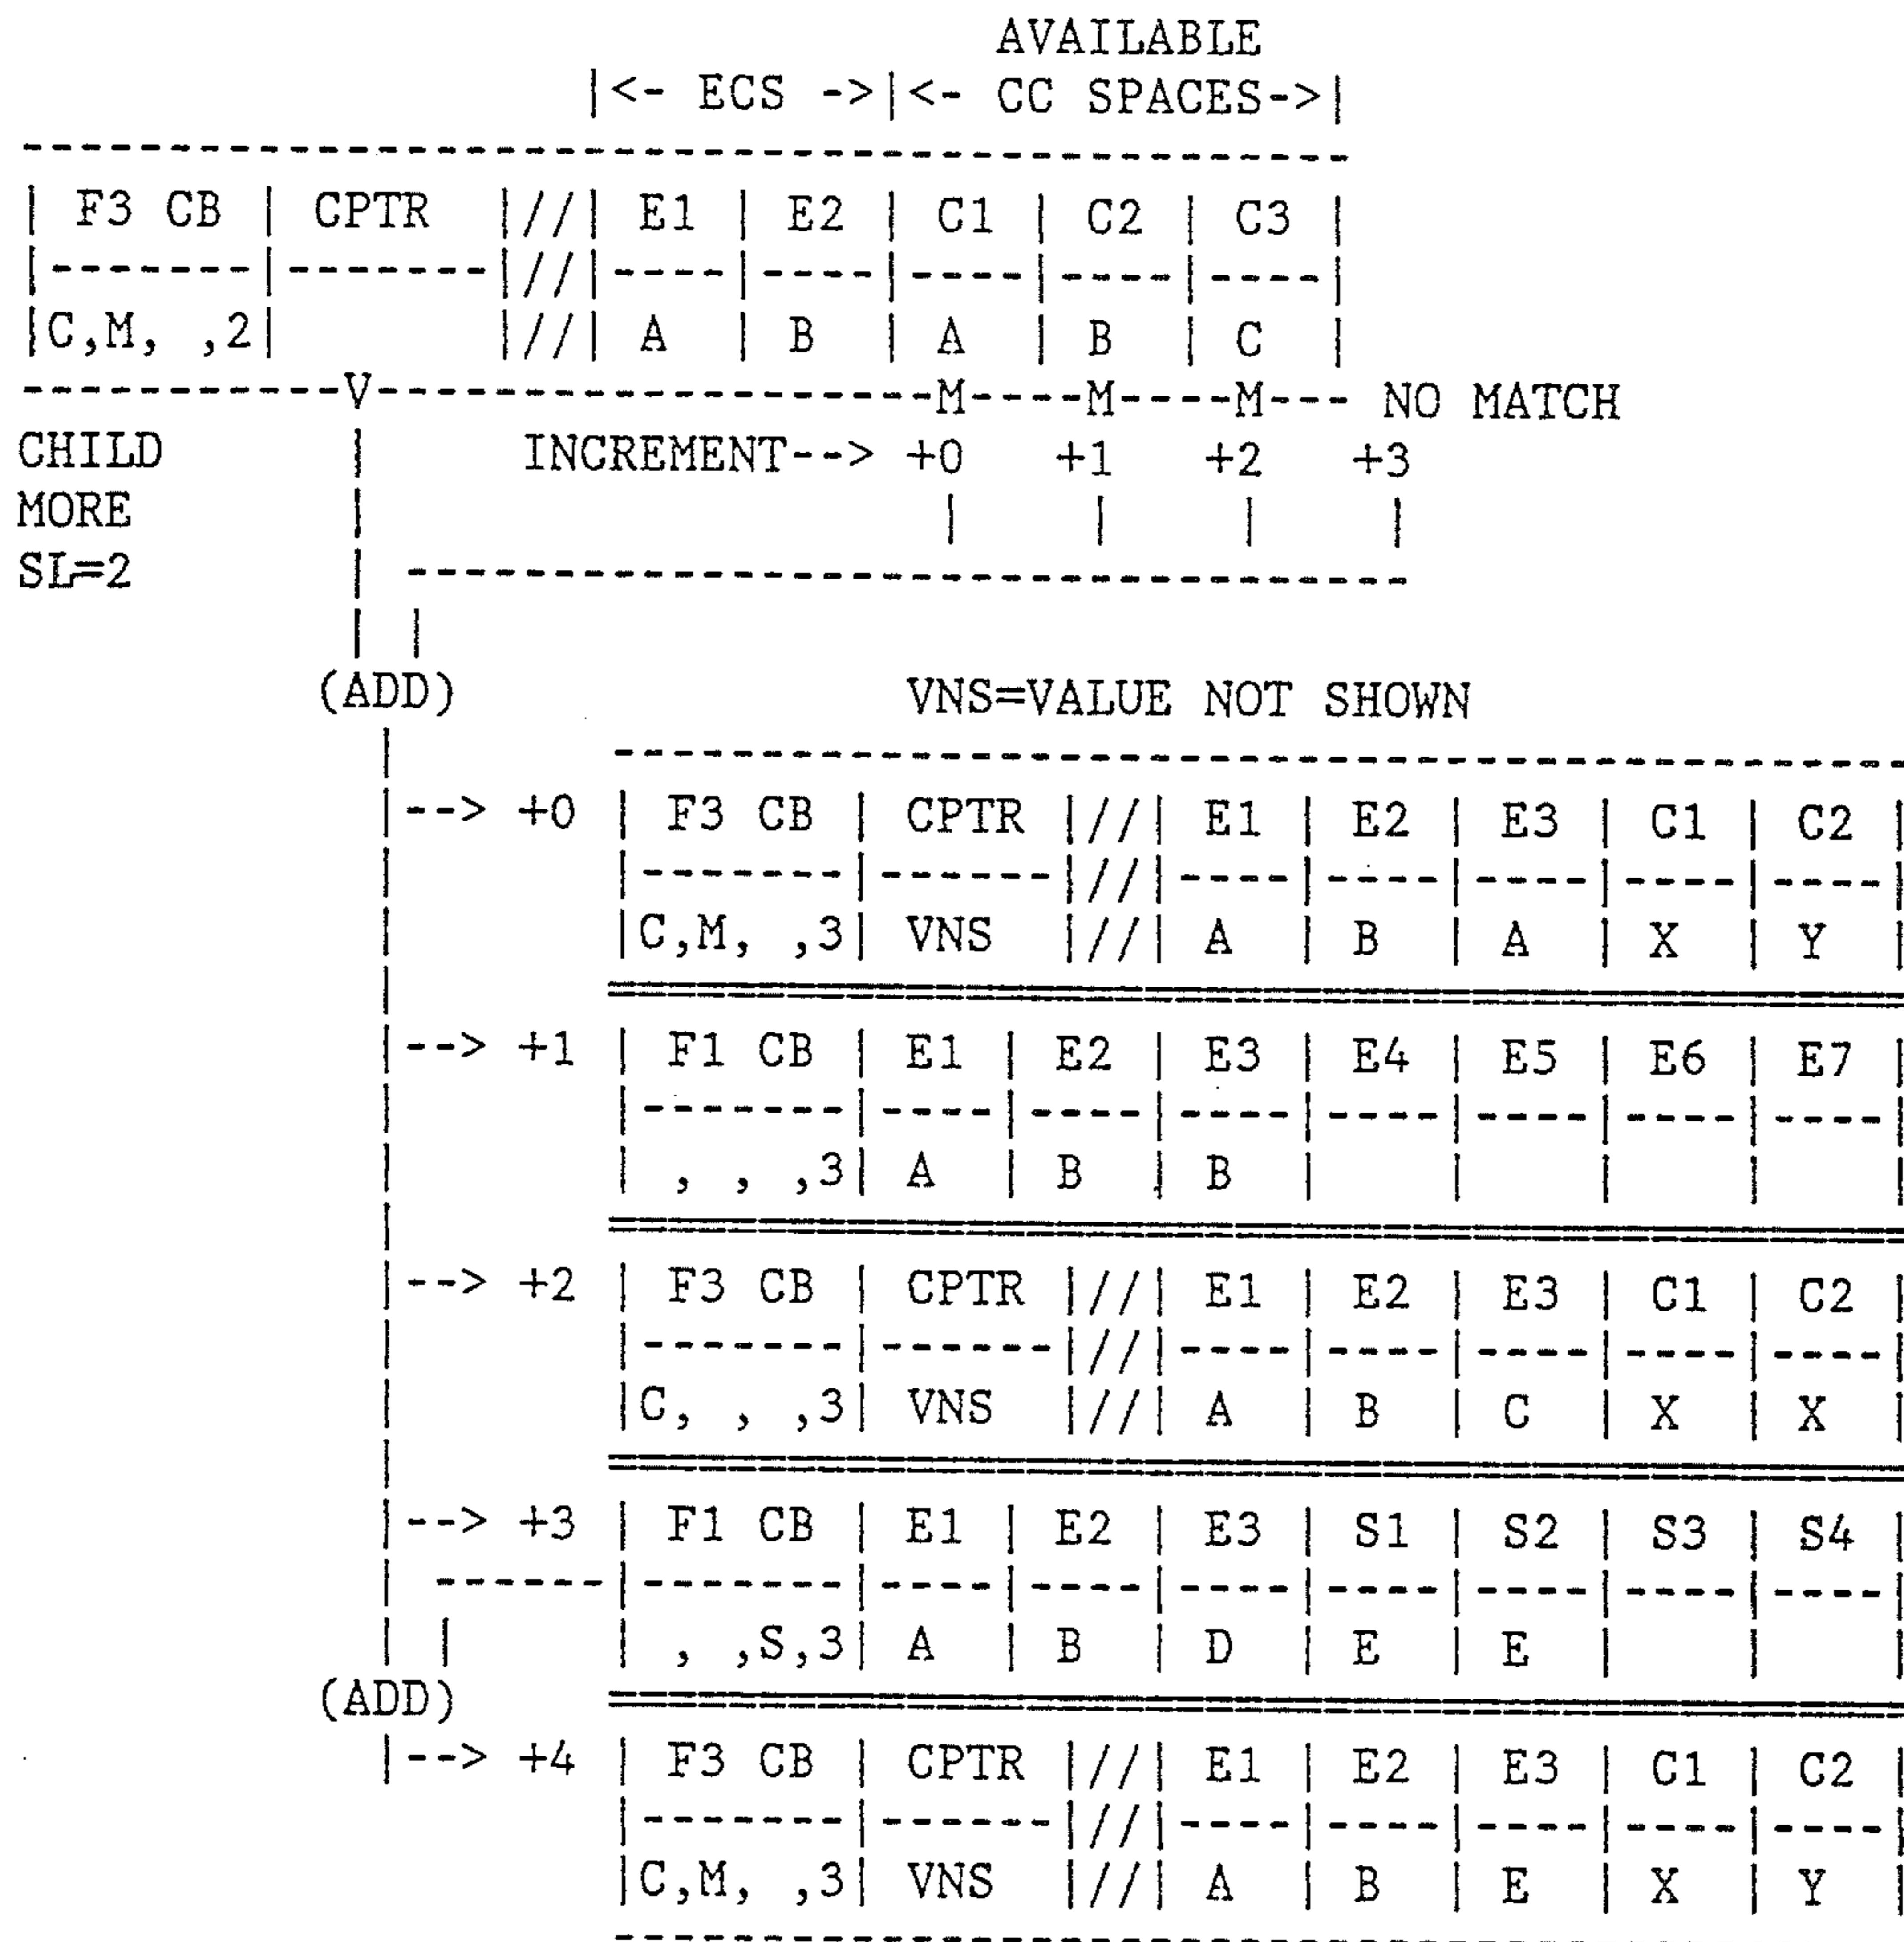 AVAILABLE
|<- ECS ->|<- CC SPACES->|
| F3 CB | CPTR |//| E1 | E2 | C1 | C2 | C3 |
|-------|-------|//|----|----|----|----|----|
|C,M, ,2| |//| A | B | A | B | C |
-----------V-------------------M----M----M--- NO MATCH
CHILD | INCREMENT--> +0 +1 +2 +3
MORE | | | | |
SL=2 | ----------------------------------
| |
(ADD) VNS=VALUE NOT SHOWN
|--> +0 | F3 CB | CPTR |//| E1 | E2 | E3 | C1 | C2 |
|-------|------|//|----|----|----|----|----|
|C,M, ,3| VNS |//| A | B | A | X | Y |
|--> +1 | F1 CB | E1 | E2 | E3 | E4 | E5 | E6 | E7 |
|-------|----|----|----|----|----|----|----|
| , , ,3| A | B | B | | | | |
|--> +2 | F3 CB | CPTR |//| E1 | E2 | E3 | C1 | C2 |
|-------|------|//|----|----|----|----|----|
|C, , ,3| VNS |//| A | B | C | X | X |
|--> +3 | F1 CB | E1 | E2 | E3 | S1 | S2 | S3 | S4 |
| ------|-------|----|----|----|----|----|----|----|
| | | , ,S,3| A | B | D | E | E | | |
(ADD)
|--> +4 | F3 CB | CPTR |//| E1 | E2 | E3 | C1 | C2 |
|-------|------|//|----|----|----|----|----|
|C,M, ,3| VNS |//| A | B | E | X | Y |